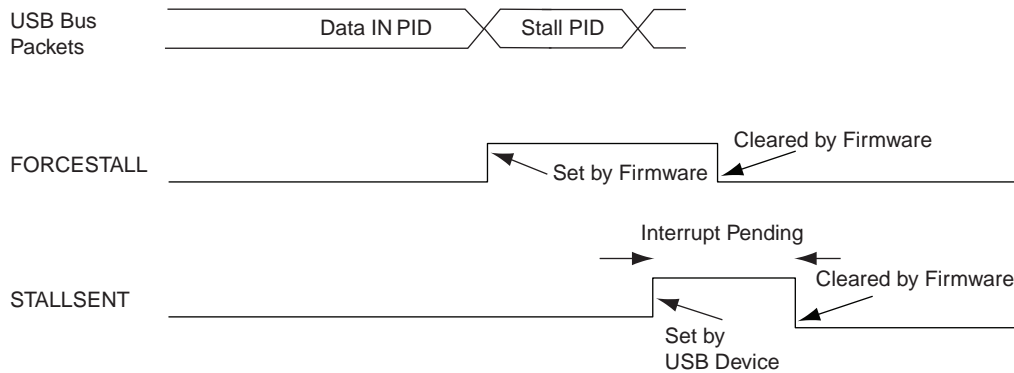 USB Bus
Packets
Data IN PID
Stall PID
FORCESTALL
Set by Firmware
Cleared by Firmware
Interrupt Pending
STALLSENT
Cleared by Firmware
Set by
USB Device